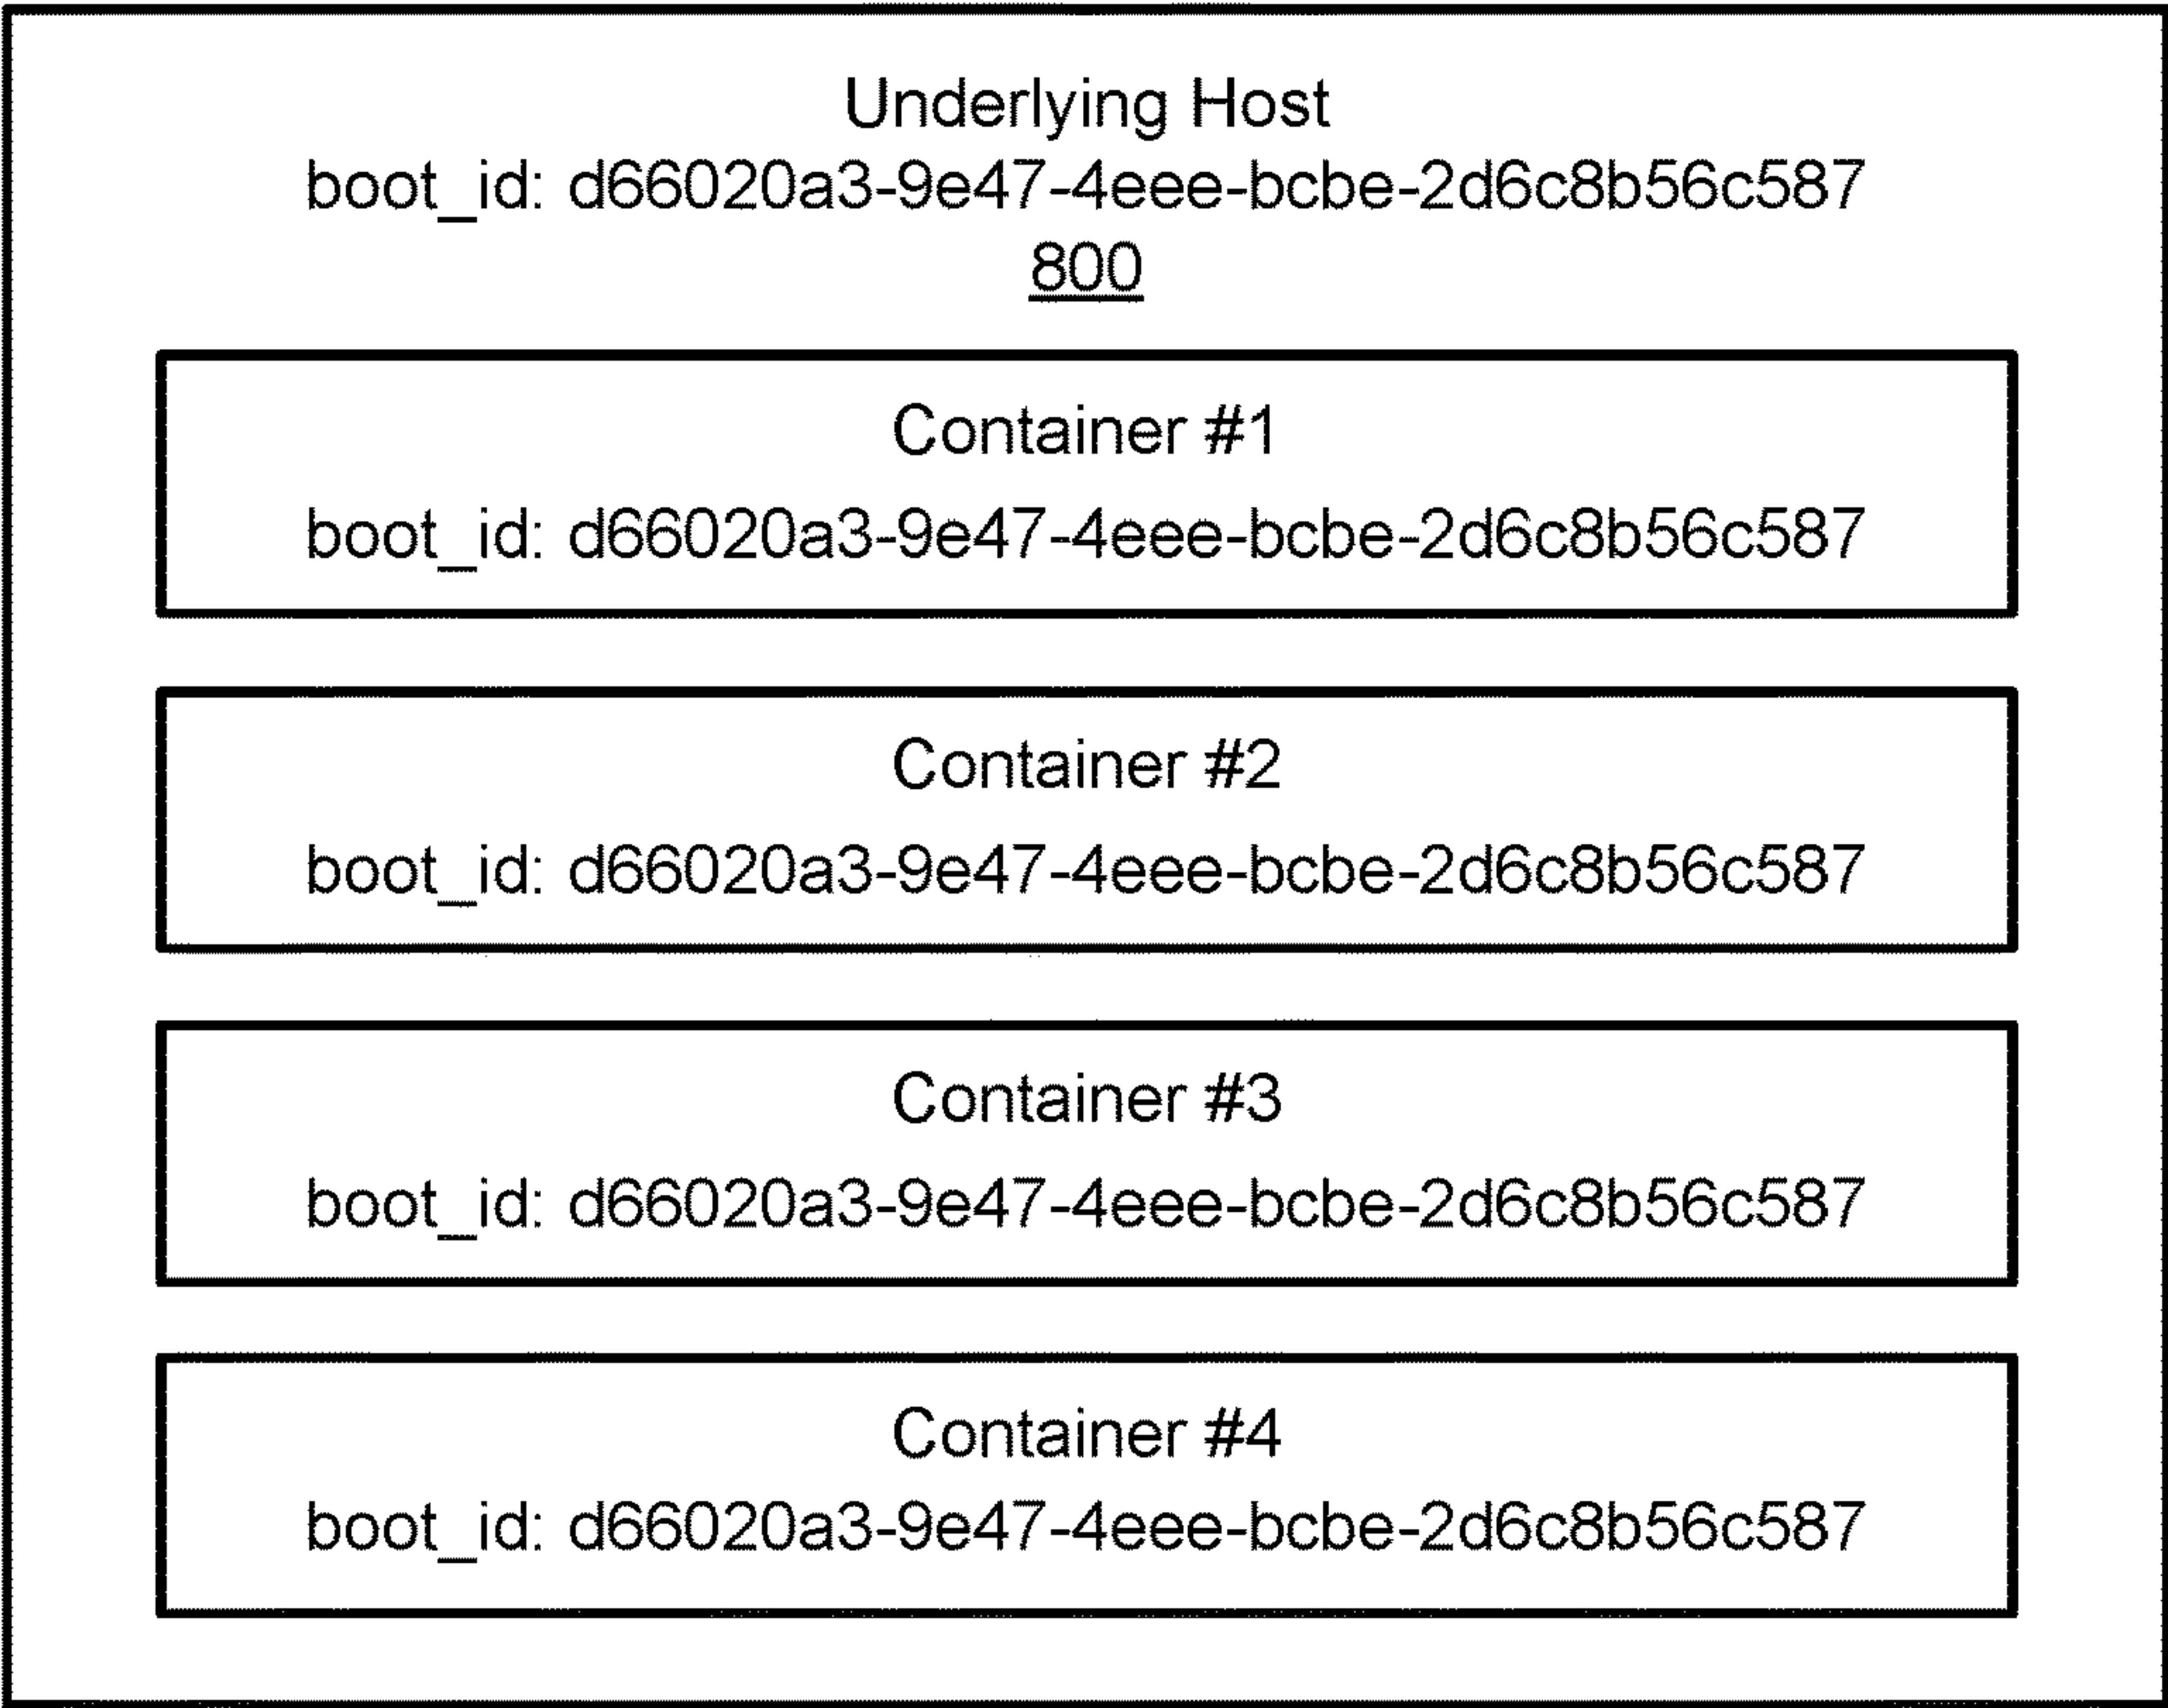 Underlying Host
boot_id: d66020a3-9e47-4eee-bcbe-2d6c8b56c587
800
Container #1
boot_id: d66020a3-9e47-4eee-bcbe-2d6c8b56c587
Container #2
boot_id: d66020a3-9e47-4eee-bcbe-2d6c8b56c587
Container #3
boot_id: d66020a3-9e47-4eee-bcbe-2d6c8b56c587
Container #4
boot_id: d66020a3-9e47-4eee-bcbe-2d6c8b56c587